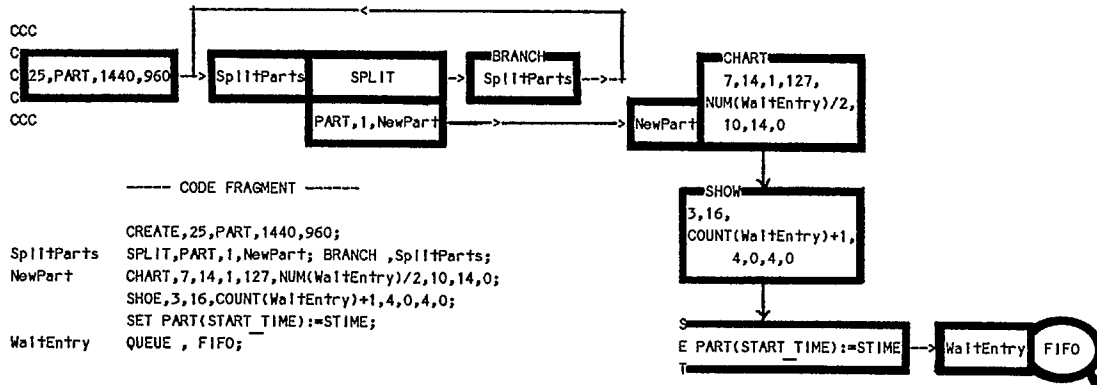 CCC
C
C 25,PART,1440,960
C
CCC
<
-> SplitParts SPLIT ->
BRANCH
SplitParts ->-
PART,1,NewPart > >
NewPart
CHART
7,14,1,127,
NUM(WaitEntry)/2,
10,14,0
SHOW
3,16,
COUNT(WaitEntry)+1,
4,0,4,0
S
E PART(START_TIME):=STIME --> WaitEntry FIFO
T
----- CODE FRAGMENT ------
CREATE,25,PART,1440,960;
SplitParts SPLIT,PART,1,NewPart; BRANCH ,SplitParts;
NewPart CHART,7,14,1,127,NUM(WaitEntry)/2,10,14,0;
SHOE,3,16,COUNT(WaitEntry)+1,4,0,4,0;
SET PART(START_TIME):=STIME;
WaitEntry QUEUE , FIFO;